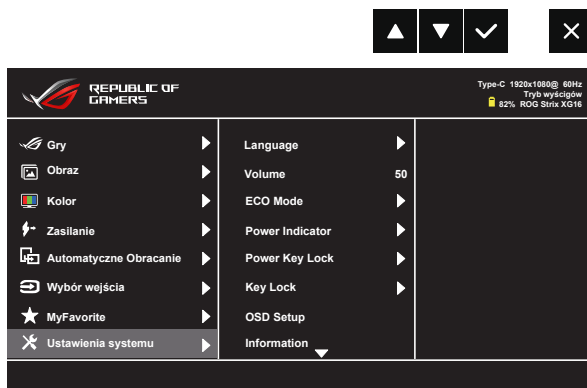 REPUBLIC OF
GAMERS
Type-C 1920x1080@ 60Hz
Tryb wyścigów
82% ROG Strix XG16
Gry
Obraz
Kolor
Zasilanie
Automatyczne Obracanie
Wybór wejścia
MyFavorite
Ustawienia systemu
Language
Volume 50
ECO Mode
Power Indicator
Power Key Lock
Key Lock
OSD Setup
Information